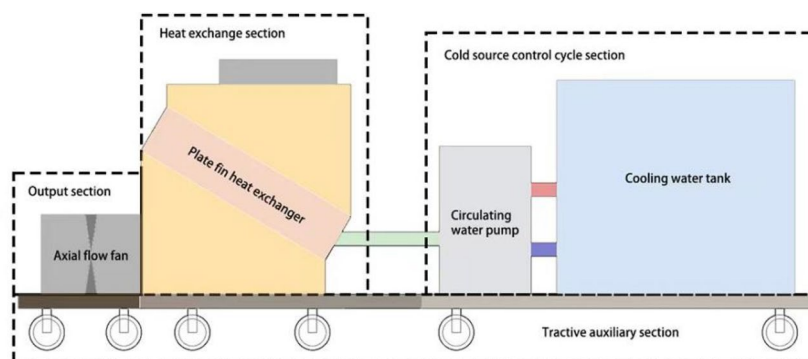 Heat exchange section
Cold source control cycle section
Plate fin heat exchanger
Cooling water tank
Output section
Circulating
water pump
Axial flow fan
Tractive auxiliary section